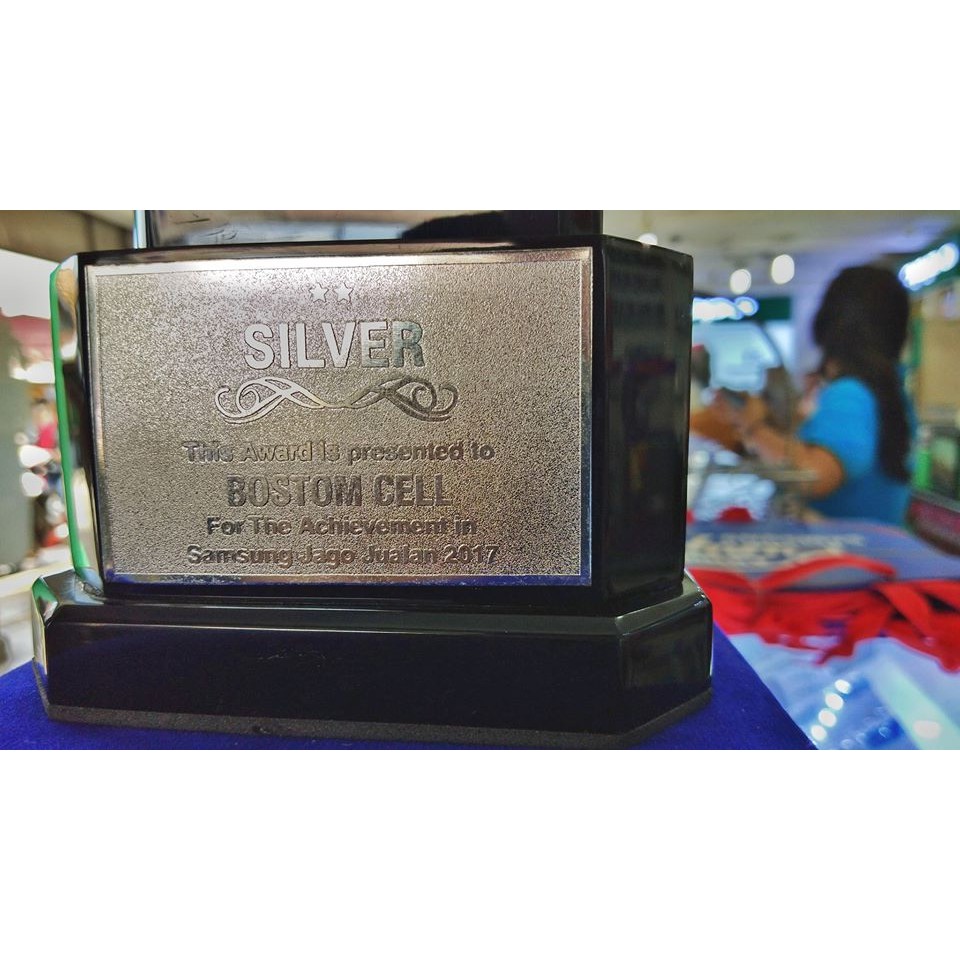 SILVER
This Award is presented to
BOSTOM CELL
For The Achievement in
Samsung Jago Jualan 2017